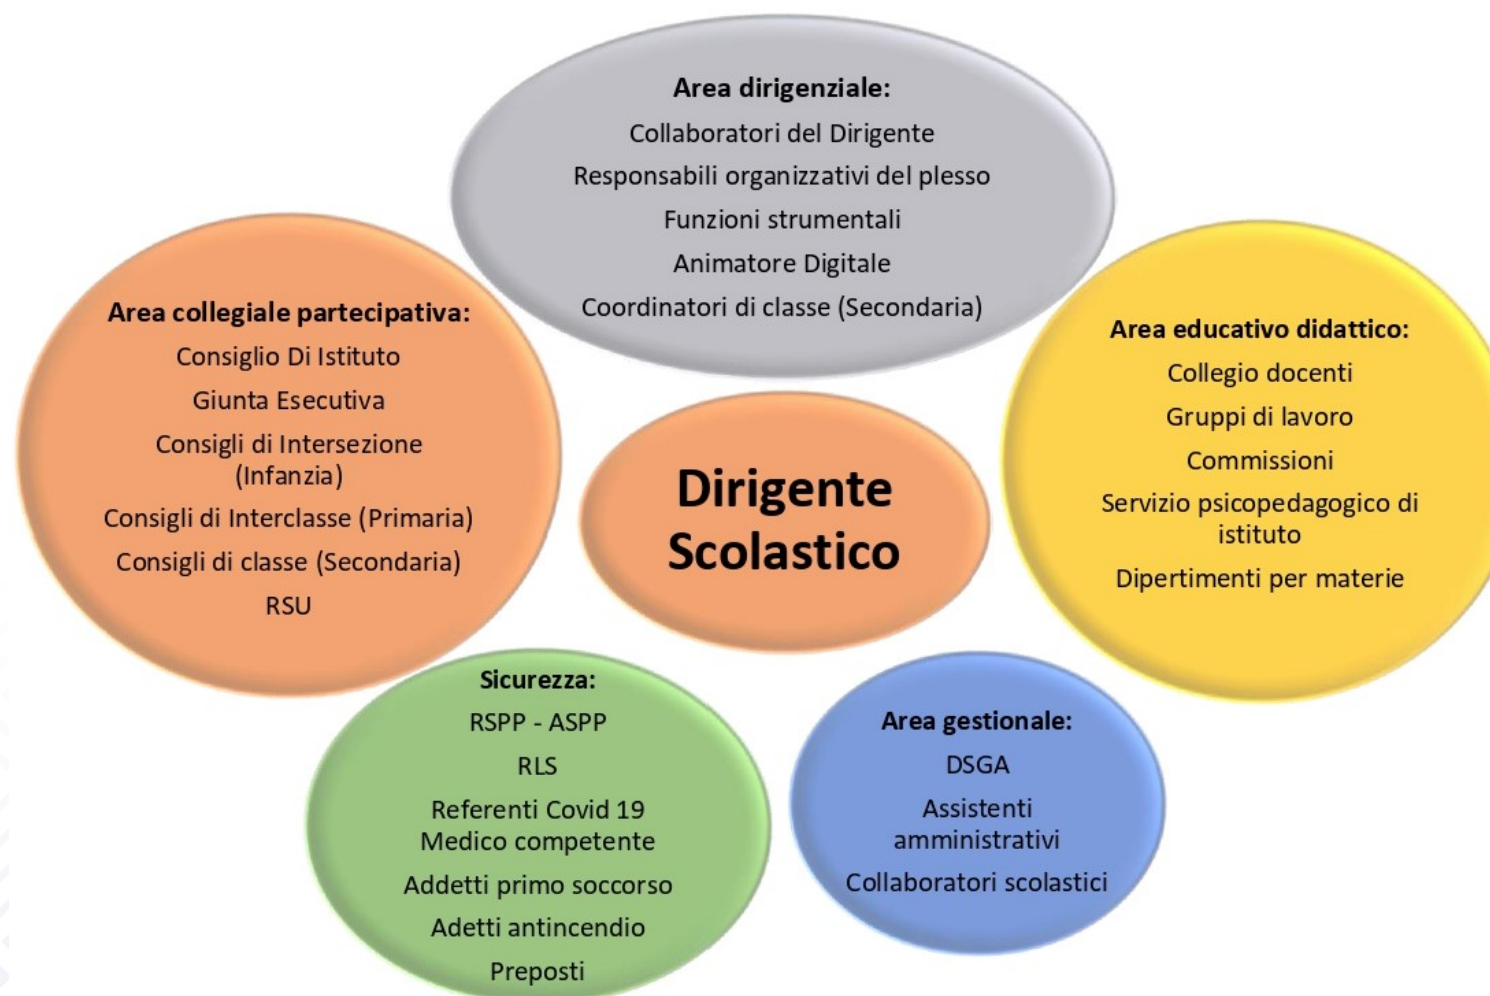 Area dirigenziale:
Collaboratori del Dirigente
Responsabili organizzativi del plesso
Funzioni strumentali
Animatore Digitale
Coordinatori di classe (Secondaria)
Area collegiale partecipativa:
Consiglio Di Istituto
Giunta Esecutiva
Consigli di Intersezione
(Infanzia)
Consigli di Interclasse (Primaria)
Consigli di classe (Secondaria)
RSU
Dirigente
Scolastico
Area educativo didattico:
Collegio docenti
Gruppi di lavoro
Commissioni
Servizio psicopedagogico di
istituto
Dipertimenti per materie
Sicurezza:
RSPP - ASPP
RLS
Referenti Covid 19
Medico competente
Addetti primo soccorso
Adetti antincendio
Preposti
Area gestionale:
DSGA
Assistenti
amministrativi
Collaboratori scolastici